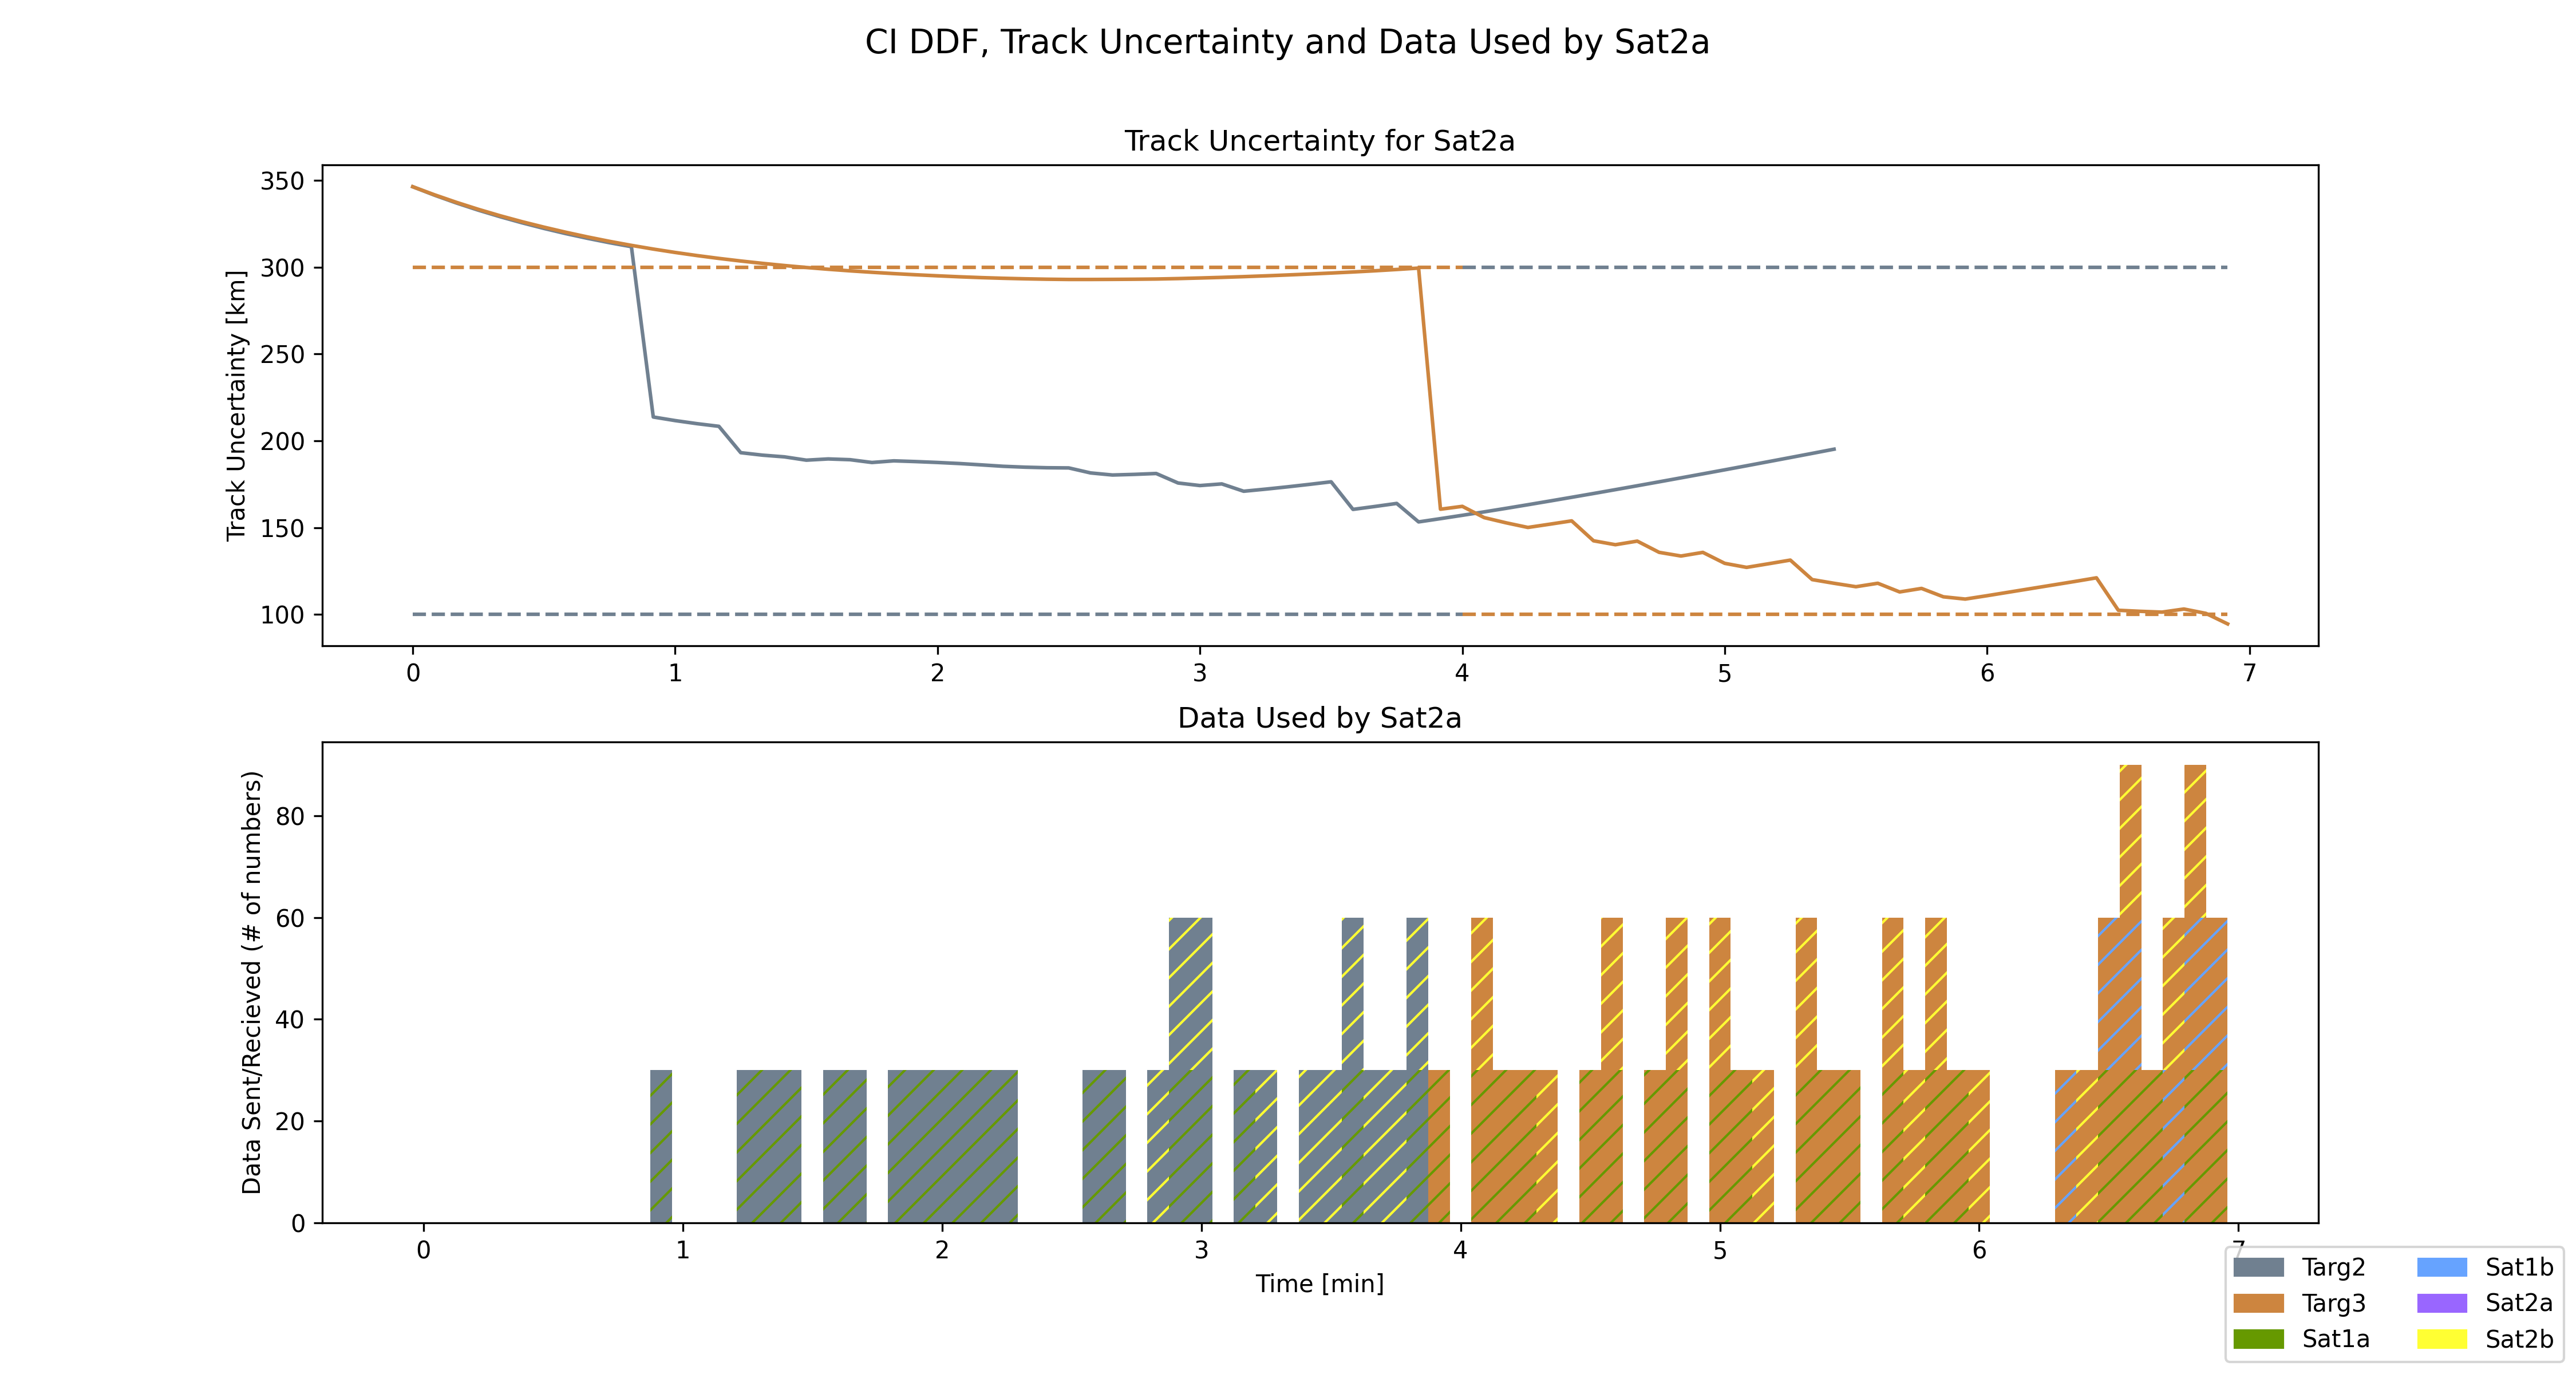 CI DDF, Track Uncertainty and Data Used by Sat2a
Track Uncertainty for Sat2a
Track Uncertainty [km]
350
300
250
200
150
100
0 1 2 3 4 5 6 7
Data Used by Sat2a
Data Sent/Recieved (# of numbers)
80
60
40
20
0
0 1 2 3 4 5 6 7
Time [min]
Targ2 Sat1b
Targ3 Sat2a
Sat1a Sat2b